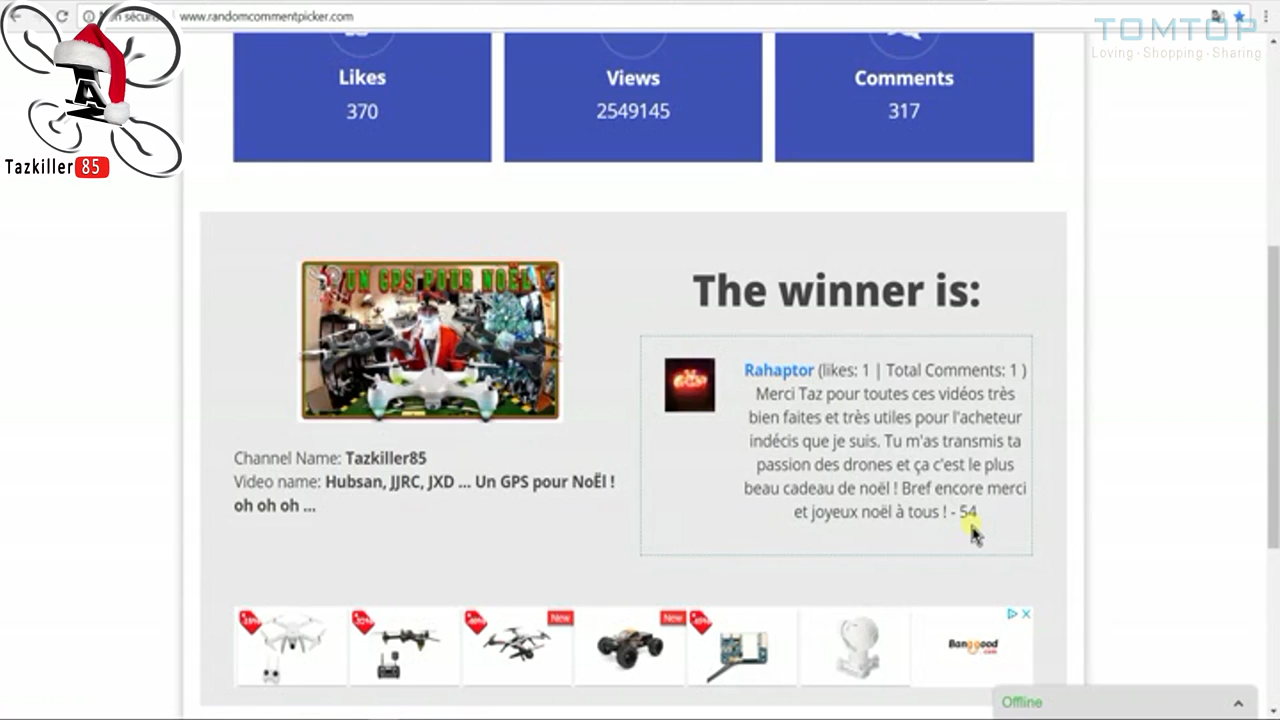 www.randomcommentpicker.com
TOMTOP
Loving · Shopping · Sharing
A
Tazkiller 85
Likes
370
Views
2549145
Comments
317
UN GPS POUR NOËL
The winner is:
Rahaptor (likes: 1 | Total Comments: 1 )
Merci Taz pour toutes ces vidéos très
bien faites et très utiles pour l'acheteur
indécis que je suis. Tu m'as transmis ta
passion des drones et ça c'est le plus
beau cadeau de noël ! Bref encore merci
et joyeux noël à tous ! - 54
Channel Name: Tazkiller85
Video name: Hubsan, JJRC, JXD ... Un GPS pour NoËl !
oh oh oh ...
New
New
Banggood
.com
Offline